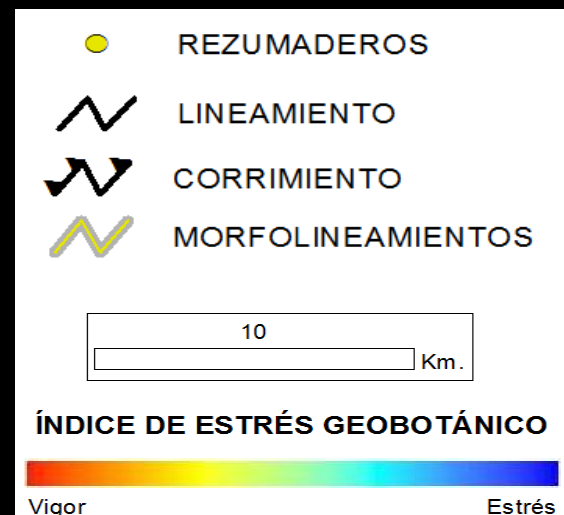 REZUMADEROS
LINEAMIENTO
CORRIMIENTO
MORFOLINEAMIENTOS
10
Km.
ÍNDICE DE ESTRÉS GEOBOTÁNICO
Vigor Estrés